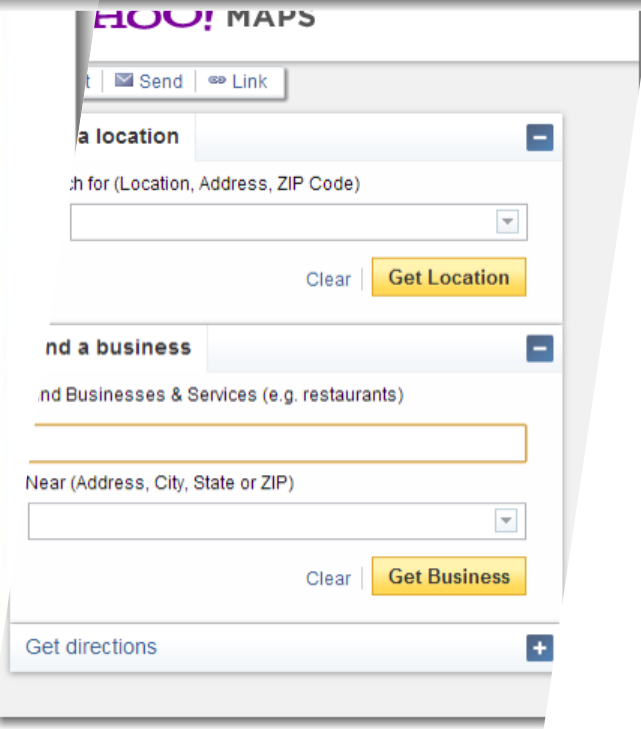 HOO! MAPS
t | Send | Link
a location
ch for (Location, Address, ZIP Code)
Clear | Get Location
nd a business
nd Businesses & Services (e.g. restaurants)
Near (Address, City, State or ZIP)
Clear | Get Business
Get directions